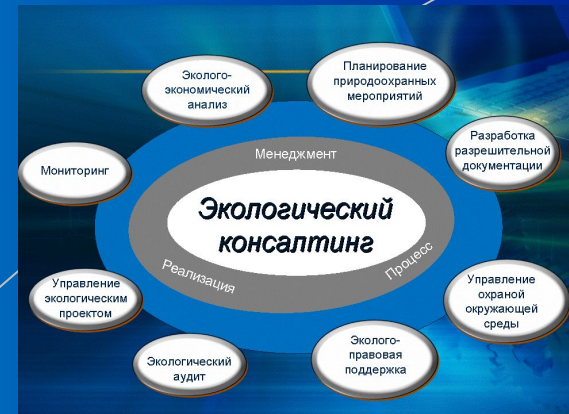 Эколого-
экономический
анализ
Планирование
природоохранных
мероприятий
Разработка
разрешительной
документации
Мониторинг
Менеджмент
Экологический
консалтинг
Реализация
Процесс
Управление
экологическим
проектом
Управление
охраной
окружающей
среды
Экологический
аудит
Эколого-
правовая
поддержка